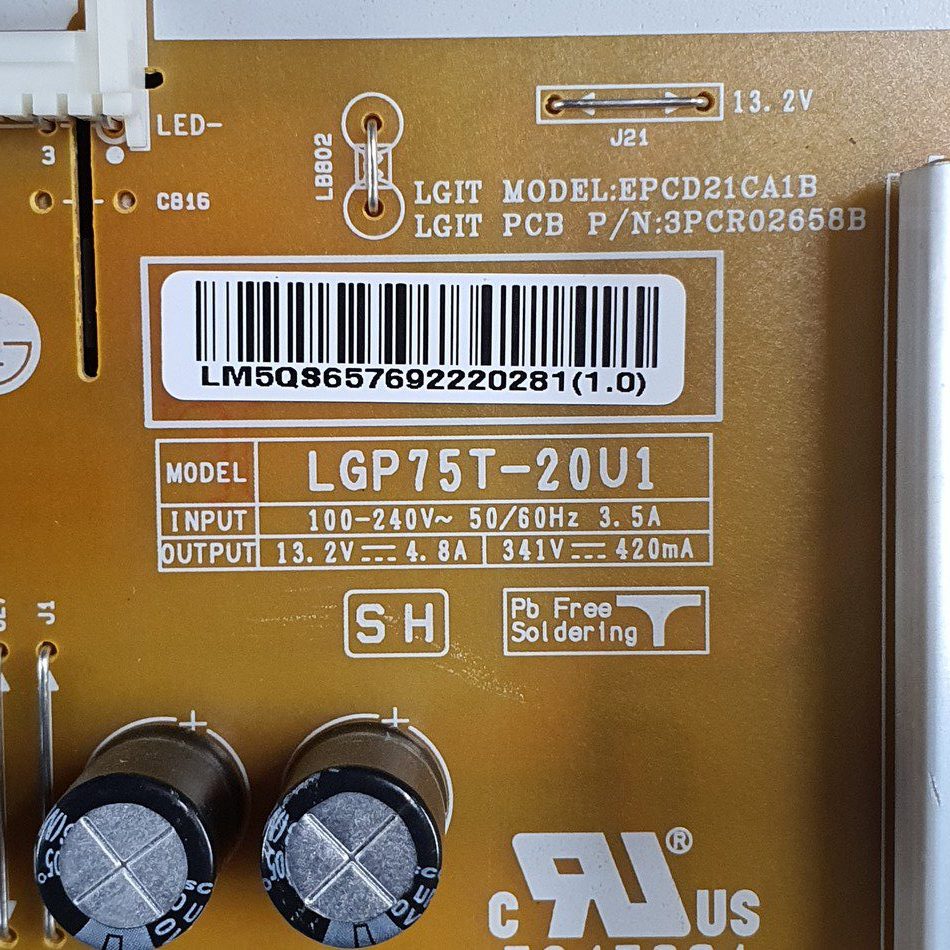 13.2V
J21
LED-
3
LB802
C816
LGIT MODEL:EPCD21CA1B
LGIT PCB P/N:3PCR02658B
LM5QS657692220281(1.0)
MODEL LGP75T-20U1
INPUT 100-240V~ 50/60Hz 3.5A
OUTPUT 13.2V⎓4.8A 341V⎓420mA
J1
SH
Pb Free
Soldering
+ +
c RU® US